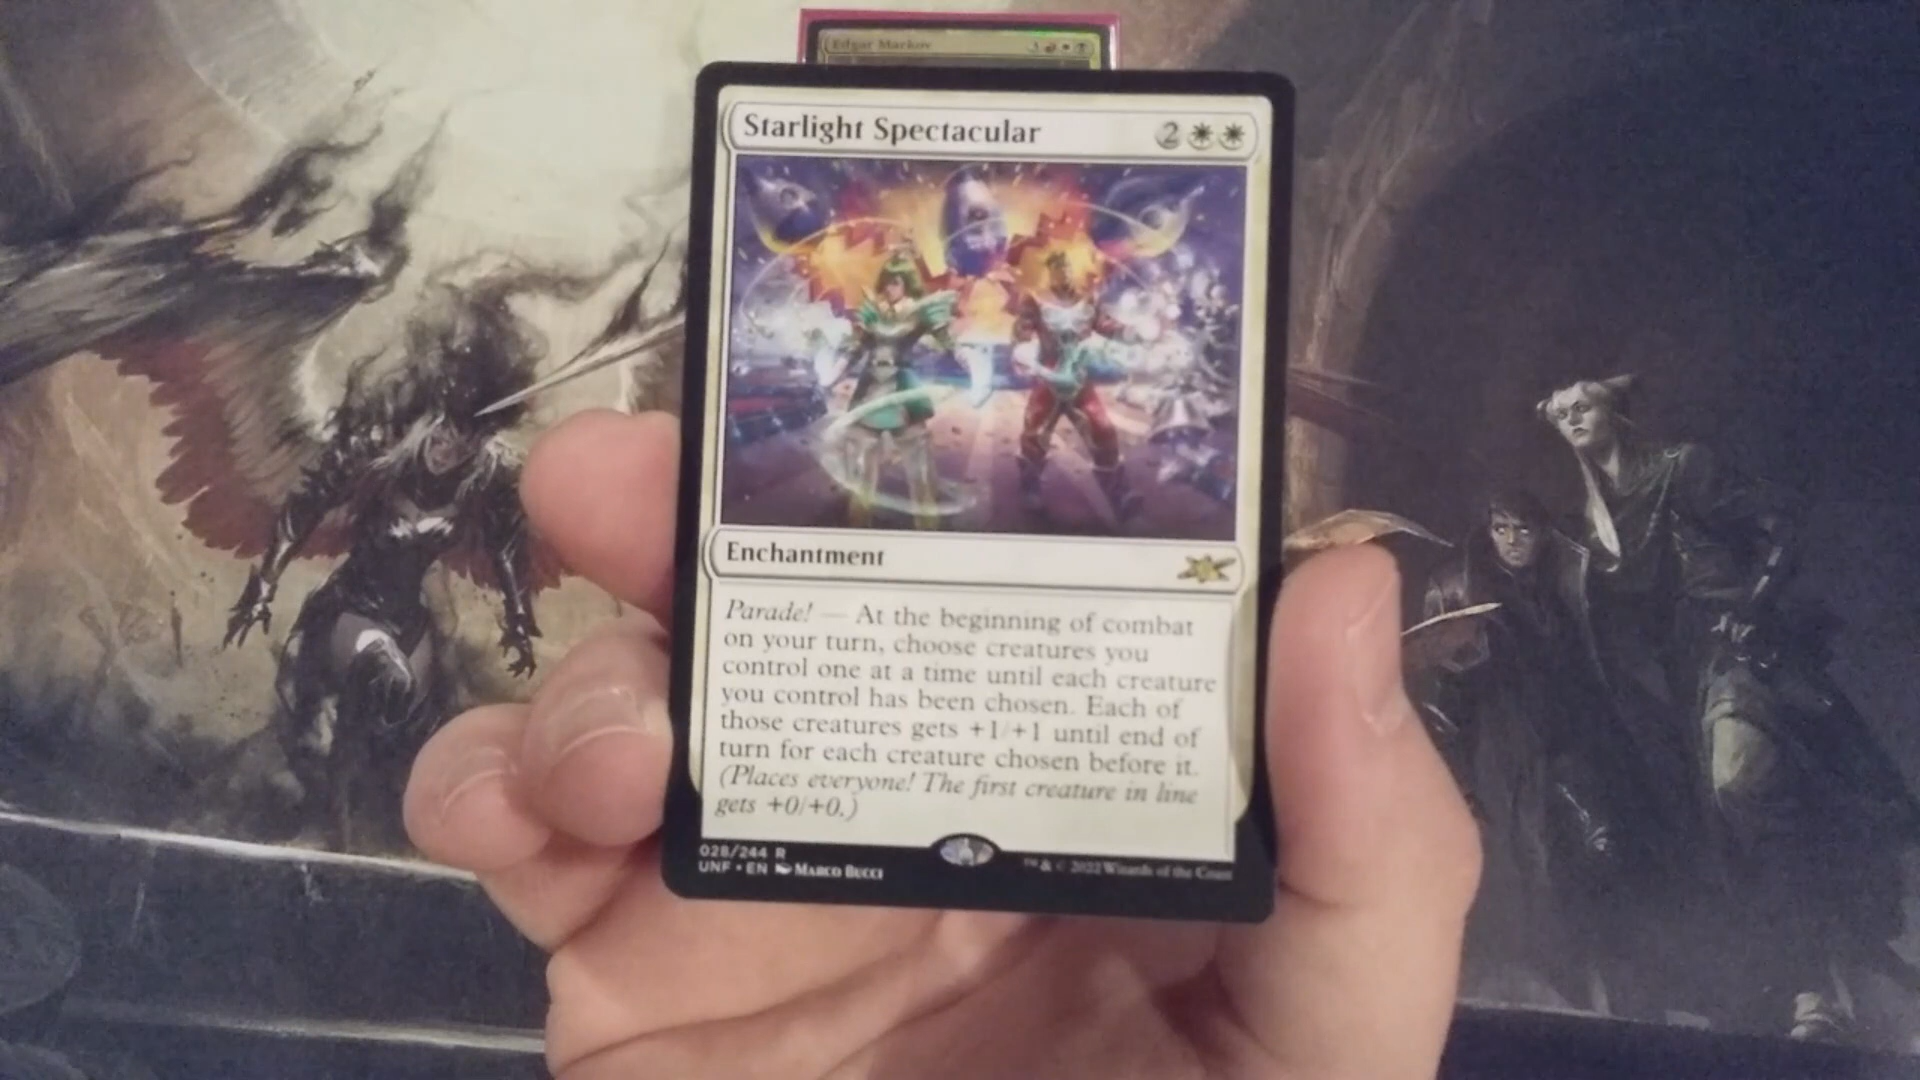 Edgar Markov
Starlight Spectacular 2
Enchantment
Parade! — At the beginning of combat
on your turn, choose creatures you
control one at a time until each creature
you control has been chosen. Each of
those creatures gets +1/+1 until end of
turn for each creature chosen before it.
(Places everyone! The first creature in line
gets +0/+0.)
028/244 R
UNF • EN Marco Bucci
™ & © 2022 Wizards of the Coast